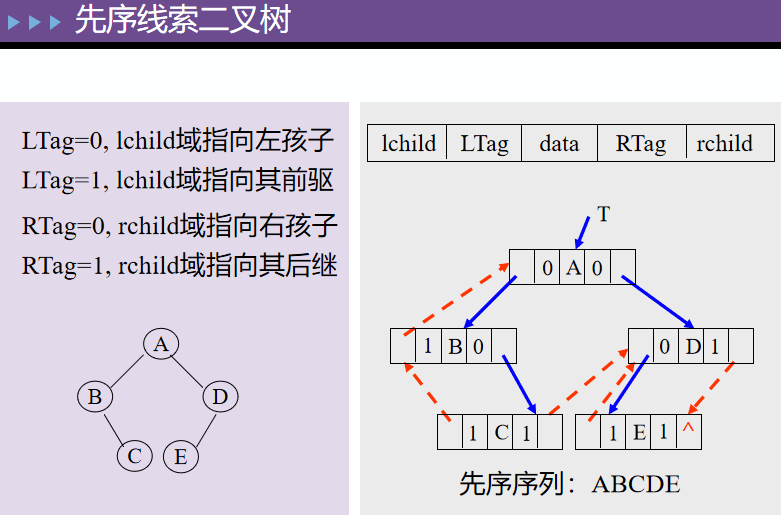 先序线索二叉树
LTag=0, lchild域指向左孩子
LTag=1, lchild域指向其前驱
RTag=0, rchild域指向右孩子
RTag=1, rchild域指向其后继
A
B D
C E
lchild LTag data RTag rchild
T
0 A 0
1 B 0 0 D 1
1 C 1 1 E 1 ^
先序序列：ABCDE